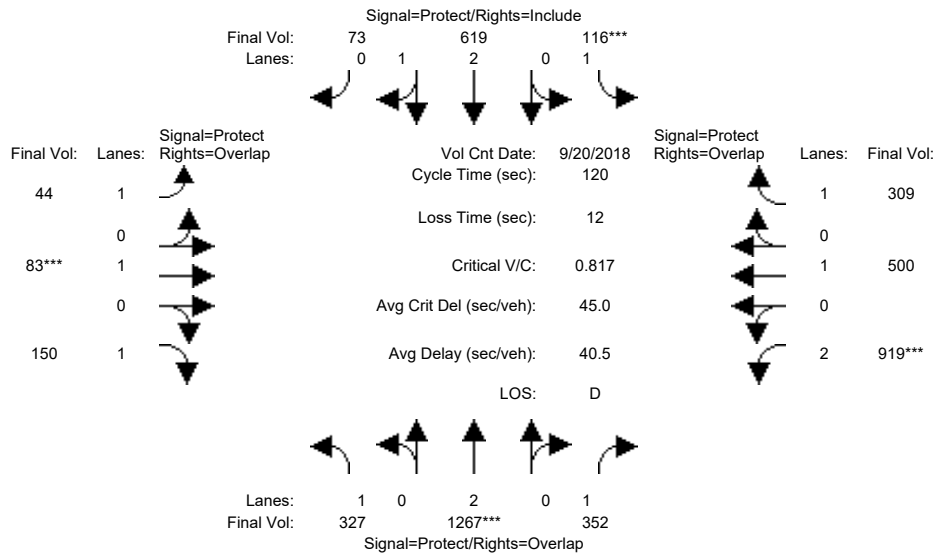 Signal=Protect/Rights=Include
Final Vol: 73 619 116***
Lanes: 0 1 2 0 1
Signal=Protect
Final Vol: Lanes: Rights=Overlap
Vol Cnt Date: 9/20/2018
Signal=Protect
Rights=Overlap Lanes: Final Vol:
Cycle Time (sec): 120
44 1
1 309
Loss Time (sec): 12
0
0
83*** 1
Critical V/C: 0.817
1 500
0
Avg Crit Del (sec/veh): 45.0
0
150 1
Avg Delay (sec/veh): 40.5
2 919***
LOS: D
Lanes: 1 0 2 0 1
Final Vol: 327 1267*** 352
Signal=Protect/Rights=Overlap